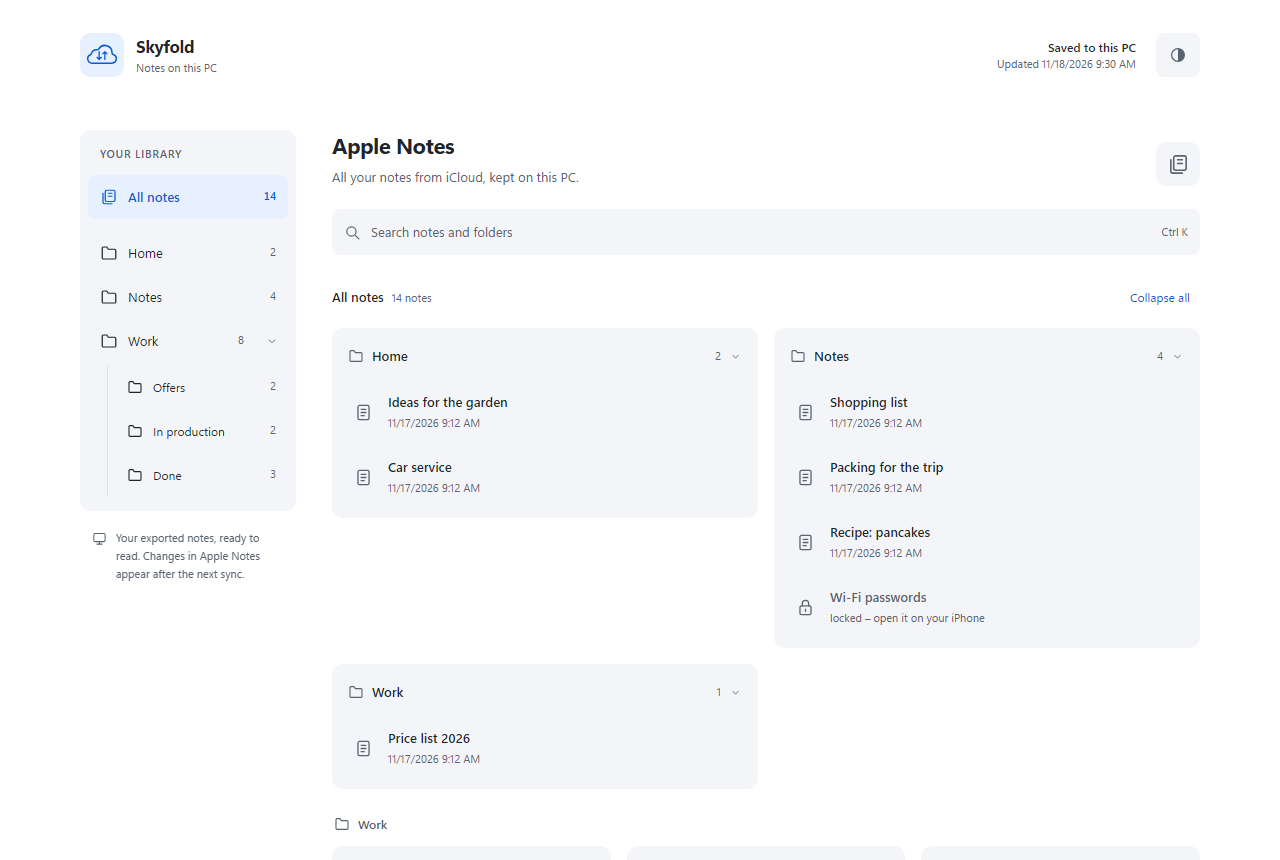 Skyfold
Notes on this PC
Saved to this PC
Updated 11/18/2026 9:30 AM
YOUR LIBRARY
All notes 14
Home 2
Notes 4
Work 8
Offers 2
In production 2
Done 3
Your exported notes, ready to
read. Changes in Apple Notes
appear after the next sync.
Apple Notes
All your notes from iCloud, kept on this PC.
Search notes and folders Ctrl K
All notes 14 notes Collapse all
Home 2
Ideas for the garden
11/17/2026 9:12 AM
Car service
11/17/2026 9:12 AM
Notes 4
Shopping list
11/17/2026 9:12 AM
Packing for the trip
11/17/2026 9:12 AM
Recipe: pancakes
11/17/2026 9:12 AM
Wi-Fi passwords
locked – open it on your iPhone
Work 1
Price list 2026
11/17/2026 9:12 AM
Work